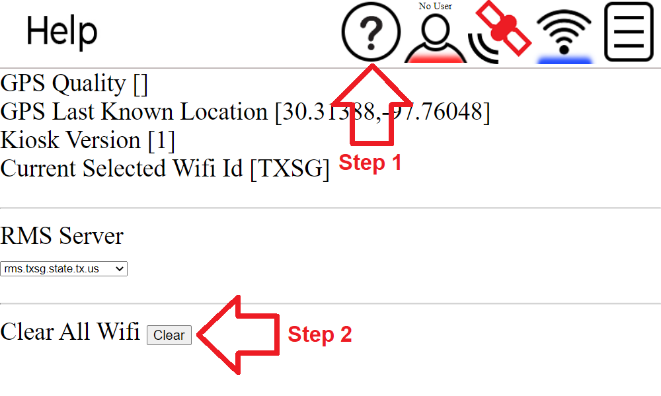 Help
?
No User
GPS Quality []
GPS Last Known Location [30.31388,-97.76048]
Kiosk Version [1]
Current Selected Wifi Id [TXSG]
Step 1
RMS Server
rms.txsg.state.tx.us
Clear All Wifi Clear
Step 2